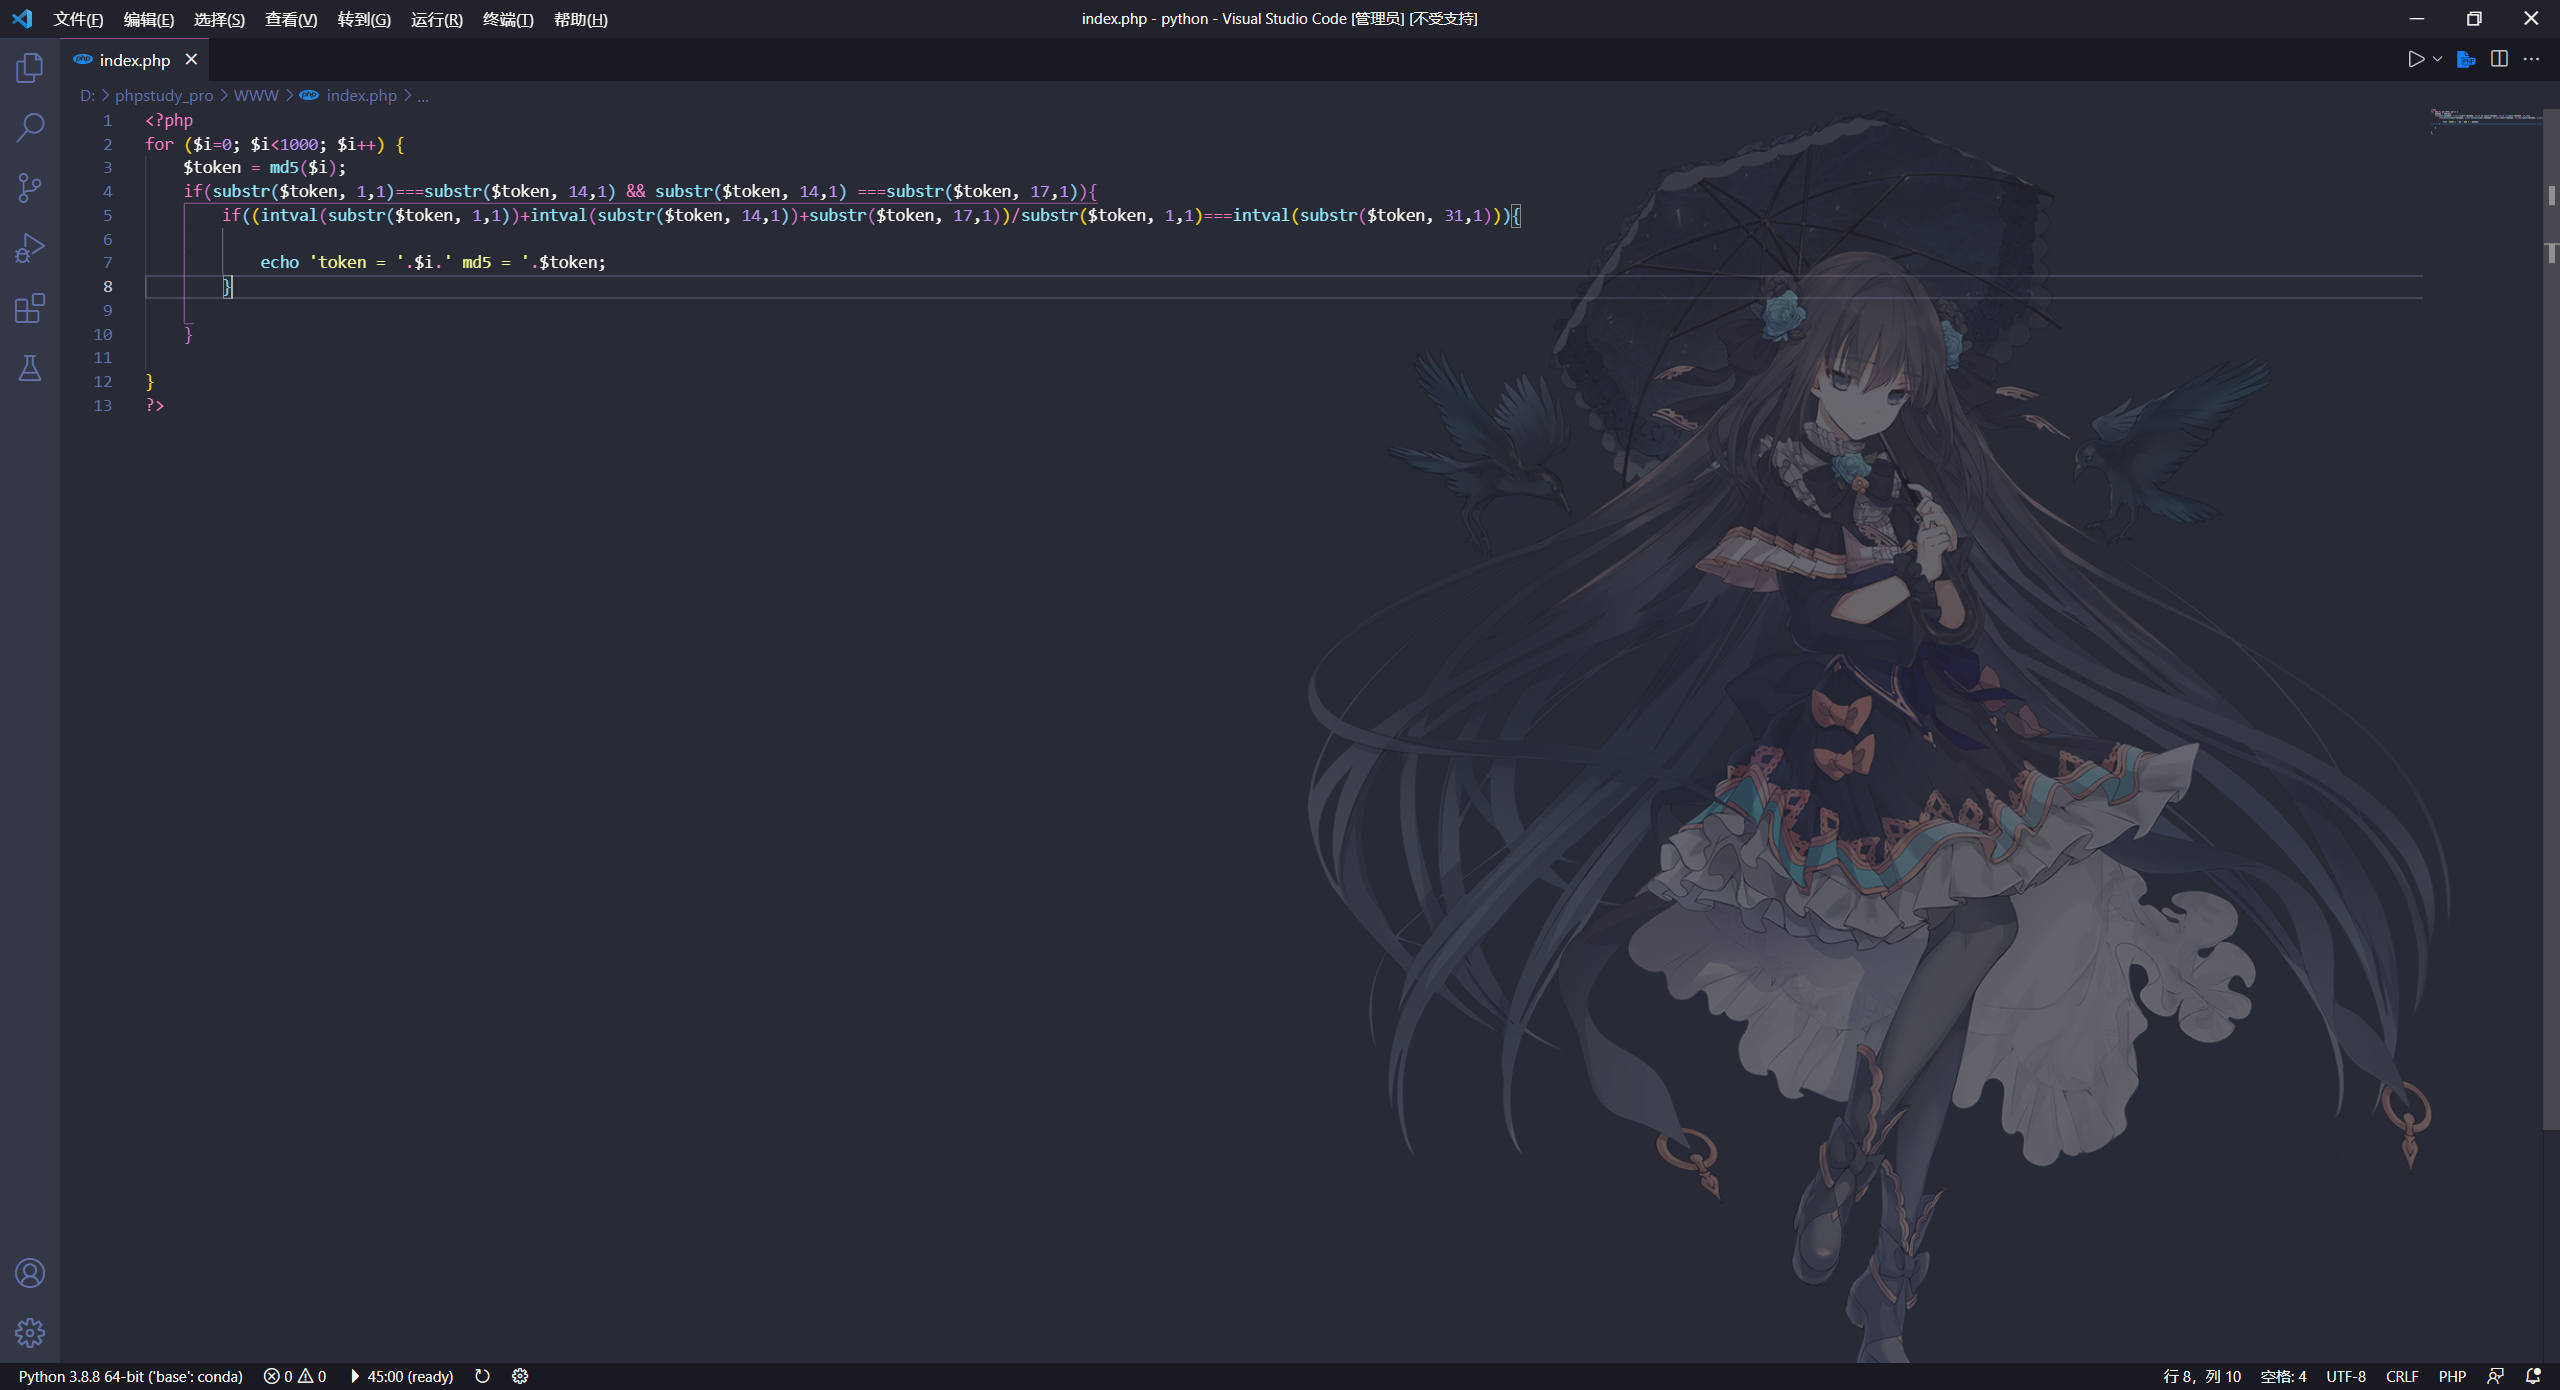 文件(F) 编辑(E) 选择(S) 查看(V) 转到(G) 运行(R) 终端(T) 帮助(H) index.php - python - Visual Studio Code [管理员] [不受支持]
index.php
D: > phpstudy_pro > WWW > php index.php > ...
1 <?php
2 for ($i=0; $i<1000; $i++) {
3     $token = md5($i);
4     if(substr($token, 1,1)===substr($token, 14,1) && substr($token, 14,1) ===substr($token, 17,1)){
5         if((intval(substr($token, 1,1))+intval(substr($token, 14,1))+substr($token, 17,1))/substr($token, 1,1)===intval(substr($token, 31,1))){
6
7             echo 'token = '.$i.' md5 = '.$token;
8         }
9
10     }
11
12 }
13 ?>
Python 3.8.8 64-bit ('base': conda) 0 0 45:00 (ready) 行 8，列 10 空格: 4 UTF-8 CRLF PHP